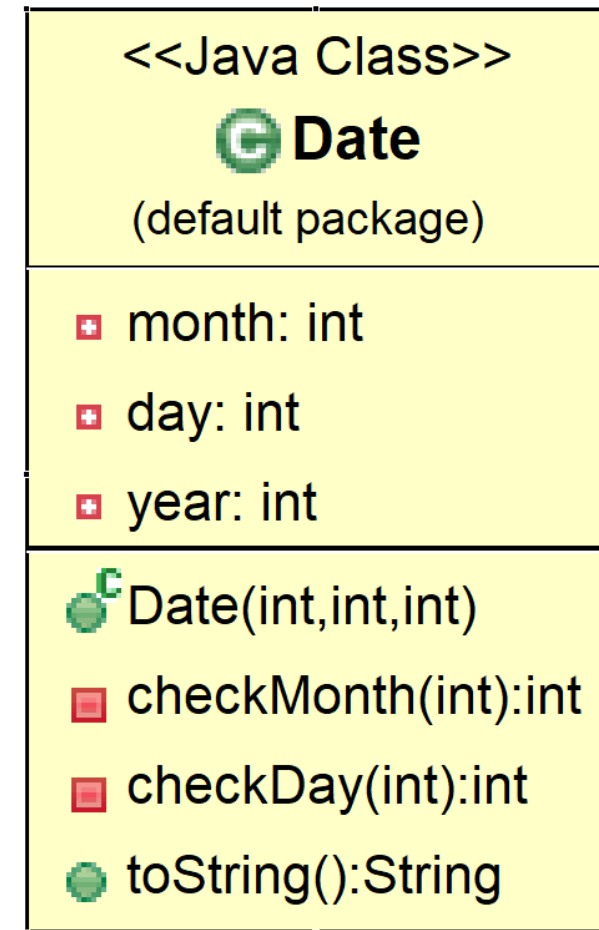 <<Java Class>>
C Date
(default package)
month: int
day: int
year: int
C Date(int,int,int)
checkMonth(int):int
checkDay(int):int
toString():String